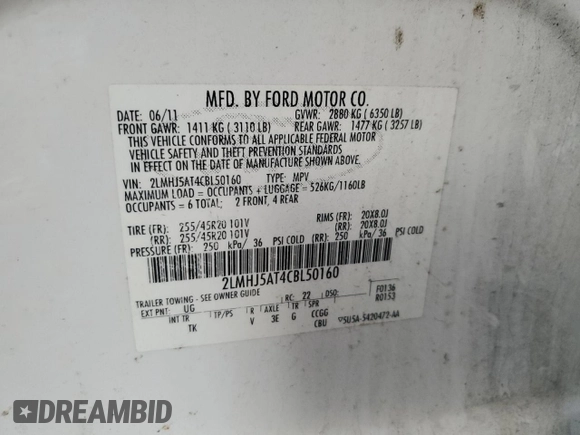 MFD. BY FORD MOTOR CO.
DATE: 06/11 GVWR: 2880 KG ( 6350 LB)
FRONT GAWR: 1411 KG ( 3110 LB) REAR GAWR: 1477 KG ( 3257 LB)
THIS VEHICLE CONFORMS TO ALL APPLICABLE FEDERAL MOTOR
VEHICLE SAFETY AND THEFT PREVENTION STANDARDS
IN EFFECT ON THE DATE OF MANUFACTURE SHOWN ABOVE.
VIN: 2LMHJ5AT4CBL50160 TYPE: MPV
MAXIMUM LOAD = OCCUPANTS + LUGGAGE = 526KG/1160LB
OCCUPANTS = 6 TOTAL; 2 FRONT, 4 REAR
TIRE (FR): 255/45R20 101V RIMS (FR): 20X8.0J
(RR): 255/45R20 101V (RR): 20X8.0J
PRESSURE (FR): 250 kPa/ 36 PSI COLD (RR): 250 kPa/ 36 PSI COLD
2LMHJ5AT4CBL50160
TRAILER TOWING - SEE OWNER GUIDE RC: 22 DSO: F0136
EXT PNT: UG R AXLE TR SPR R0153
INT TR TP/PS V 3E G CCGG
TK CBU
DREAMBID